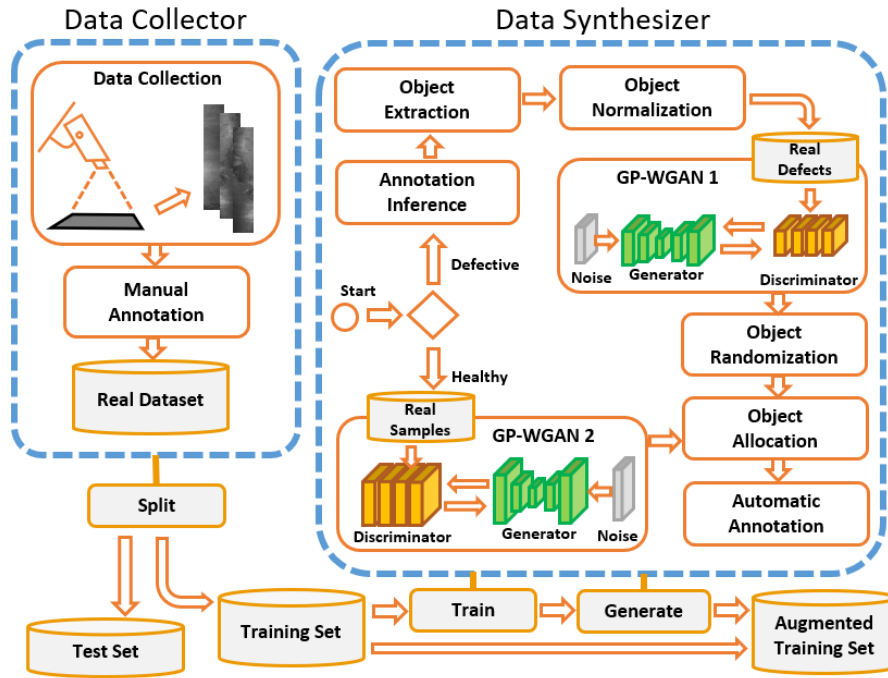 Data Collector
Data Synthesizer
Data Collection
Manual
Annotation
Real Dataset
Split
Test Set
Object
Extraction
Object
Normalization
Annotation
Inference
Real
Defects
GP-WGAN 1
Noise
Generator
Discriminator
Defective
Start
Healthy
Object
Randomization
Real
Samples
GP-WGAN 2
Discriminator
Generator
Noise
Object
Allocation
Automatic
Annotation
Training Set
Train
Generate
Augmented
Training Set